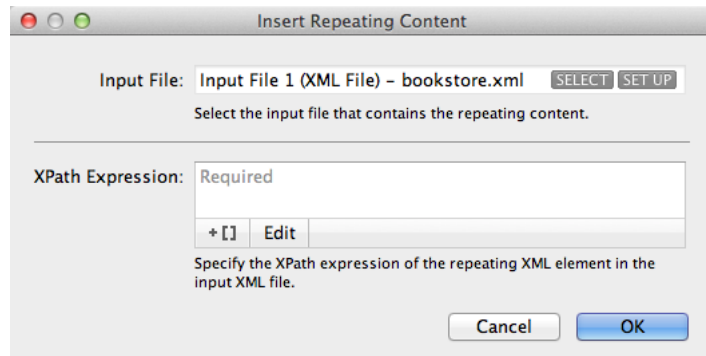 Insert Repeating Content
Input File: Input File 1 (XML File) – bookstore.xml SELECT SET UP
Select the input file that contains the repeating content.
XPath Expression: Required
+[] Edit
Specify the XPath expression of the repeating XML element in the
input XML file.
Cancel OK